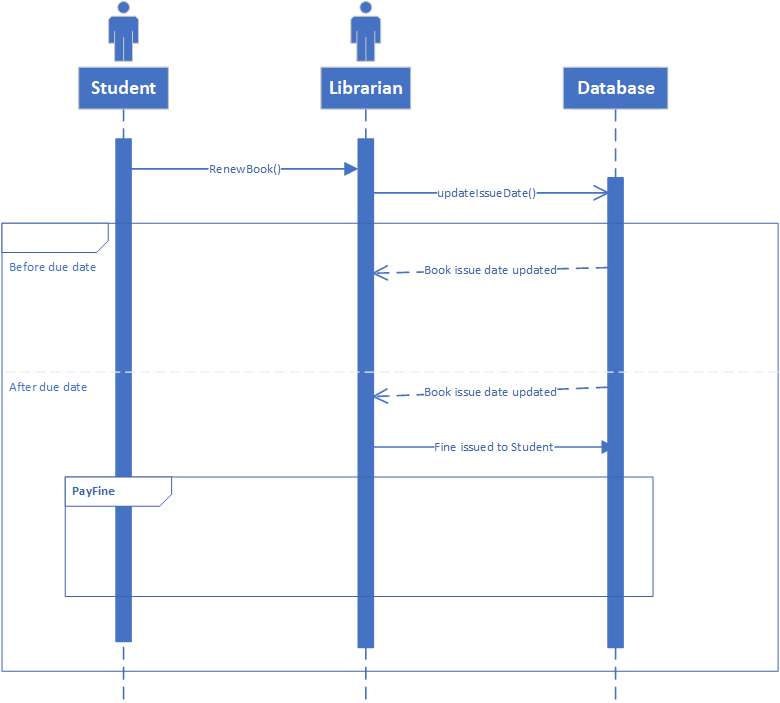 Student
Librarian
Database
RenewBook()
updateIssueDate()
Before due date
Book issue date updated
After due date
Book issue date updated
Fine issued to Student
PayFine